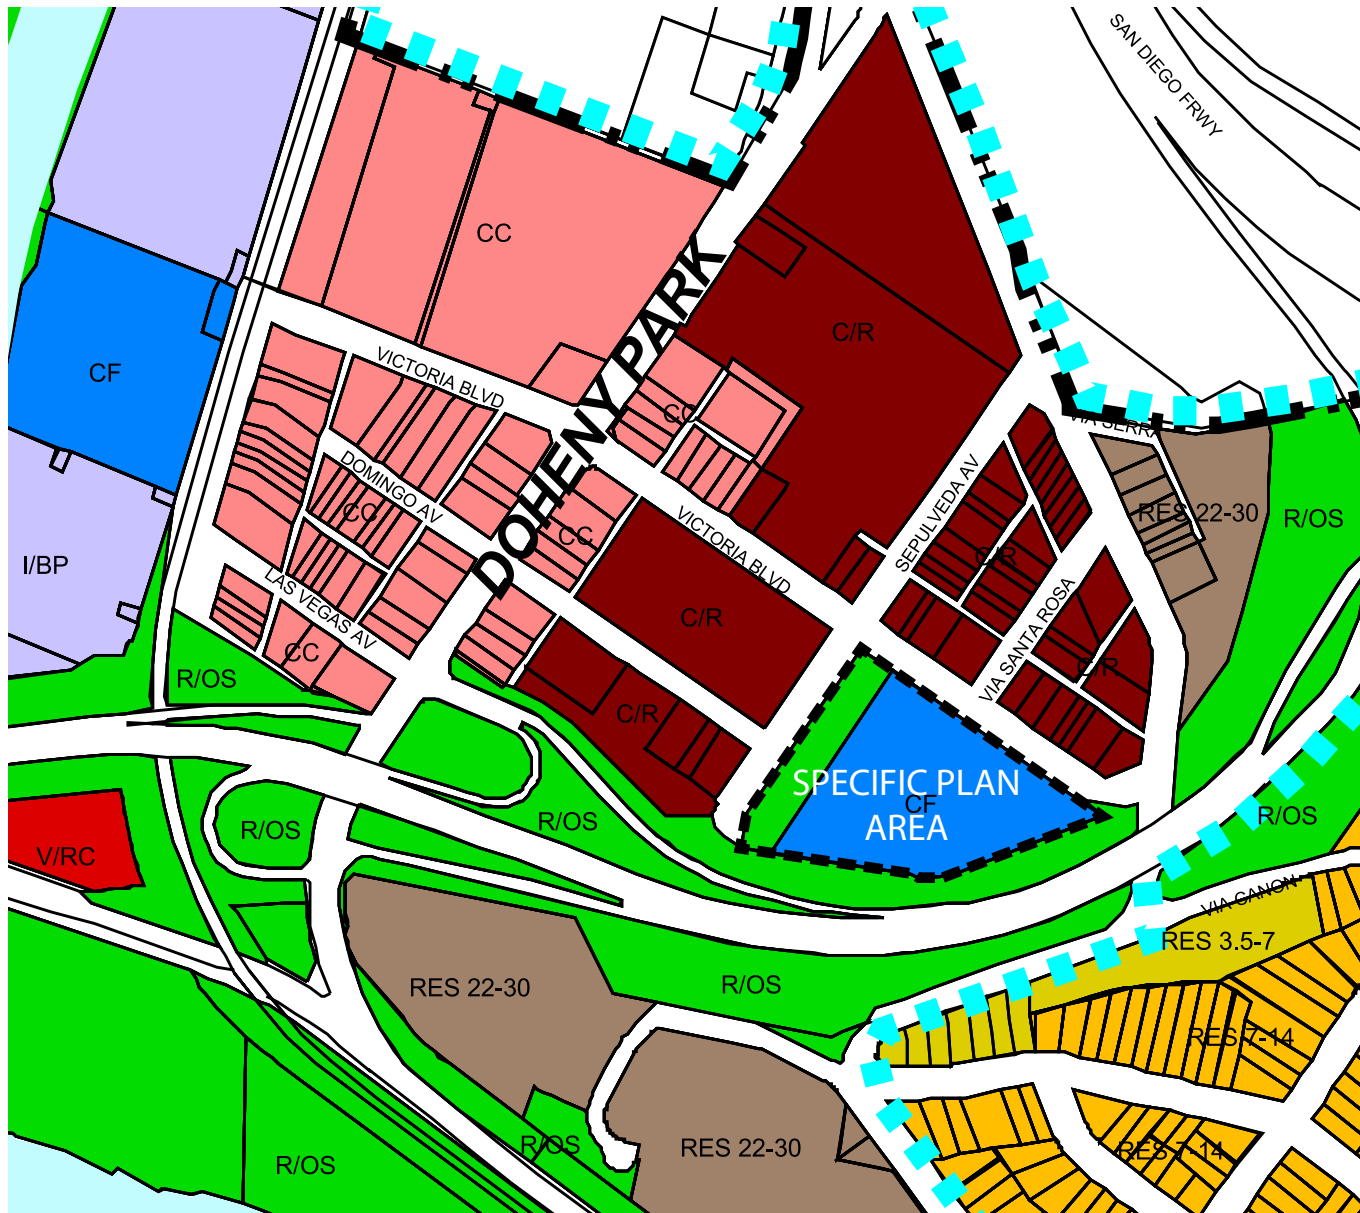 SAN DIEGO FRWY
CC
DOHENY PARK
C/R
VICTORIA BLVD
CF
CC
VIA SERRA
DOMINGO AV
SEPULVEDA AV
RES 22-30
R/OS
CC
CC
VICTORIA BLVD
C/R
I/BP
LAS VEGAS AV
VIA SANTA ROSA
C/R
CC
C/R
R/OS
C/R
SPECIFIC PLAN
CF
AREA
R/OS
R/OS
R/OS
V/RC
VIA CANON
RES 3.5-7
RES 22-30
R/OS
RES 7-14
R/OS
RES 22-30
RES 7-14
R/OS